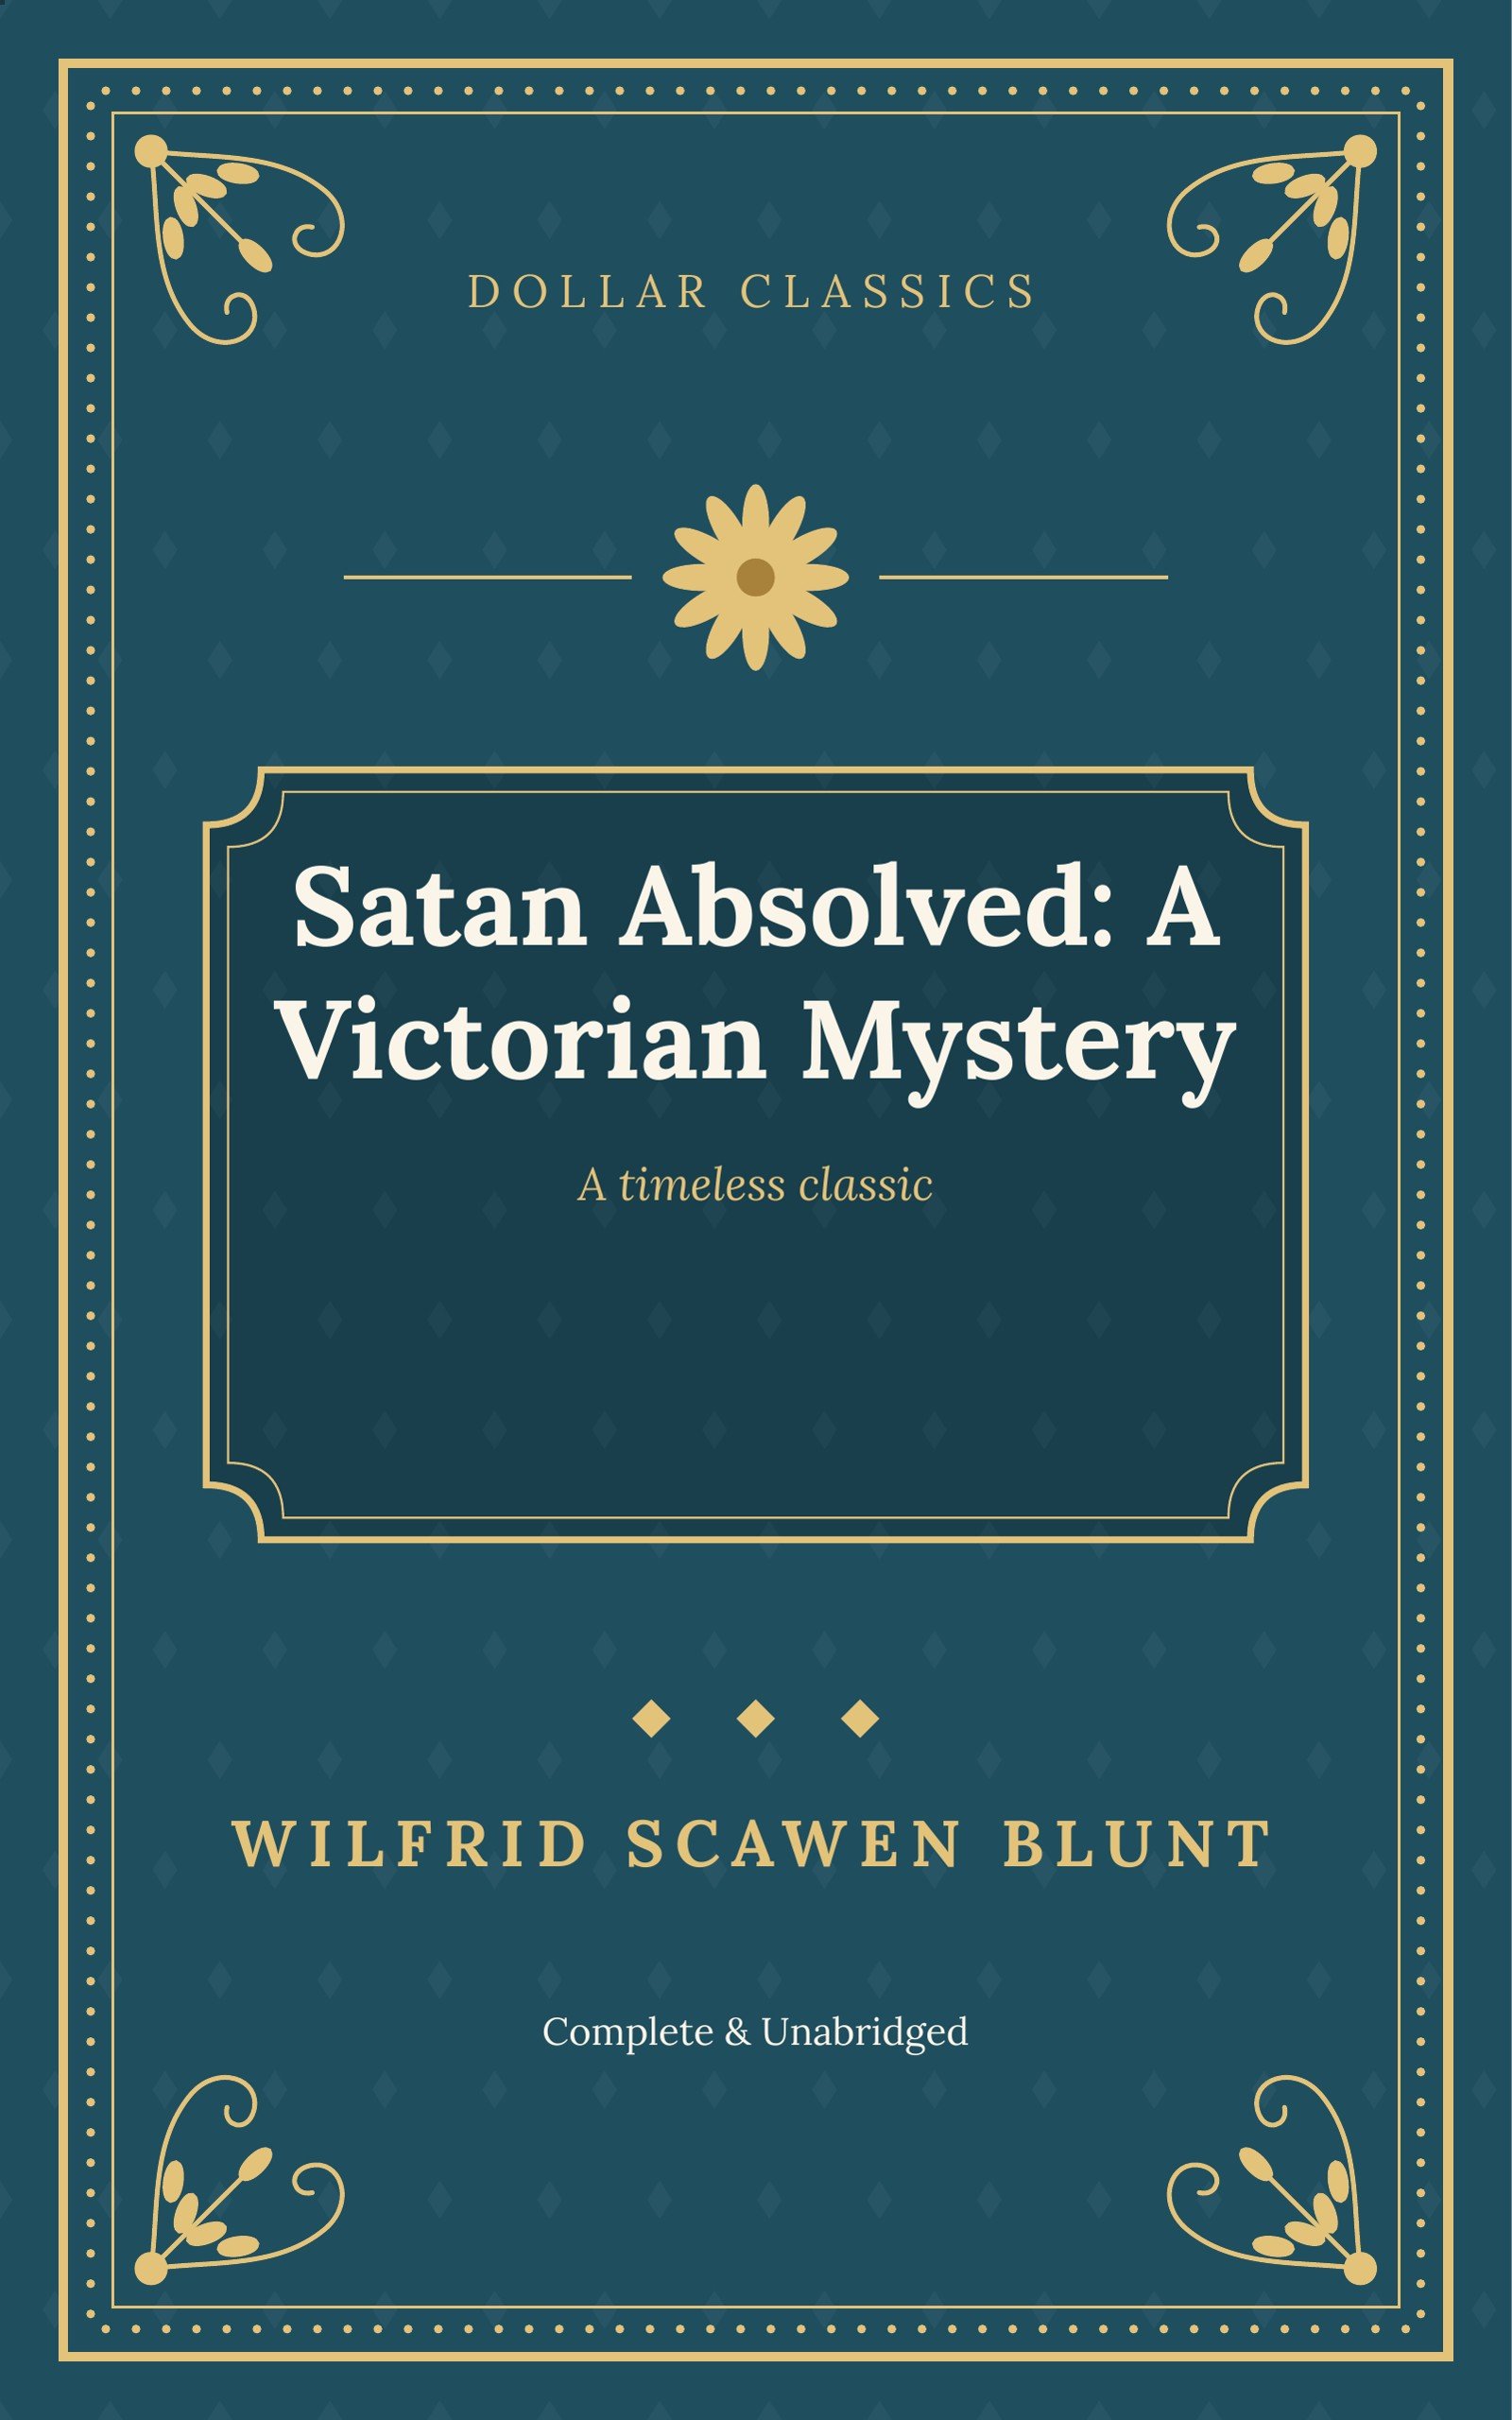 DOLLAR CLASSICS
Satan Absolved: A
Victorian Mystery
A timeless classic
WILFRID SCAWEN BLUNT
Complete & Unabridged